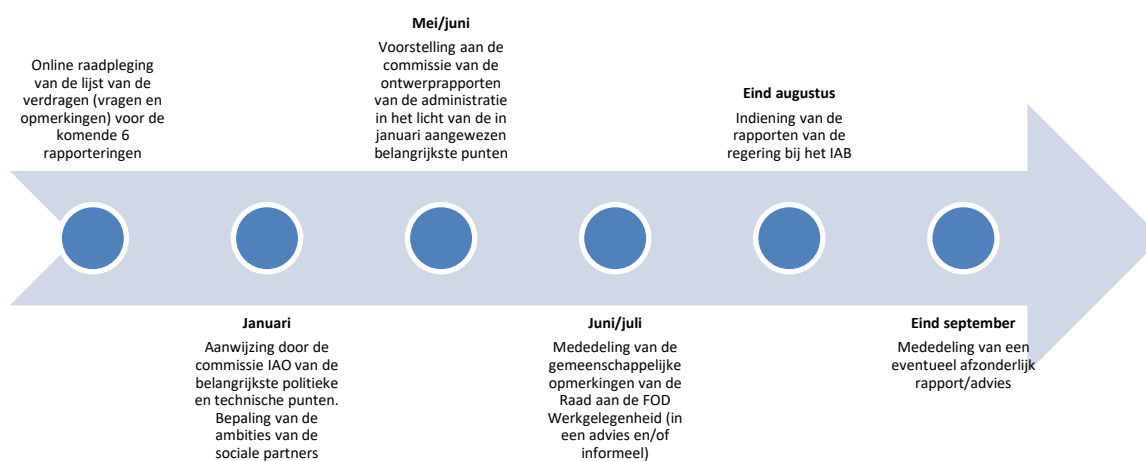 Online raadpleging
van de lijst van de
verdragen (vragen en
opmerkingen) voor de
komende 6
rapporteringen
Januari
Aanwijzing door de
commissie IAO van de
belangrijkste politieke
en technische punten.
Bepaling van de
ambities van de
sociale partners
Mei/juni
Voorstelling aan de
commissie van de
ontwerprapporten
van de administratie
in het licht van de in
januari aangewezen
belangrijkste punten
Juni/juli
Mededeling van de
gemeenschappelijke
opmerkingen van de
Raad aan de FOD
Werkgelegenheid (in
een advies en/of
informeel)
Eind augustus
Indiening van de
rapporten van de
regering bij het IAB
Eind september
Mededeling van een
eventueel afzonderlijk
rapport/advies